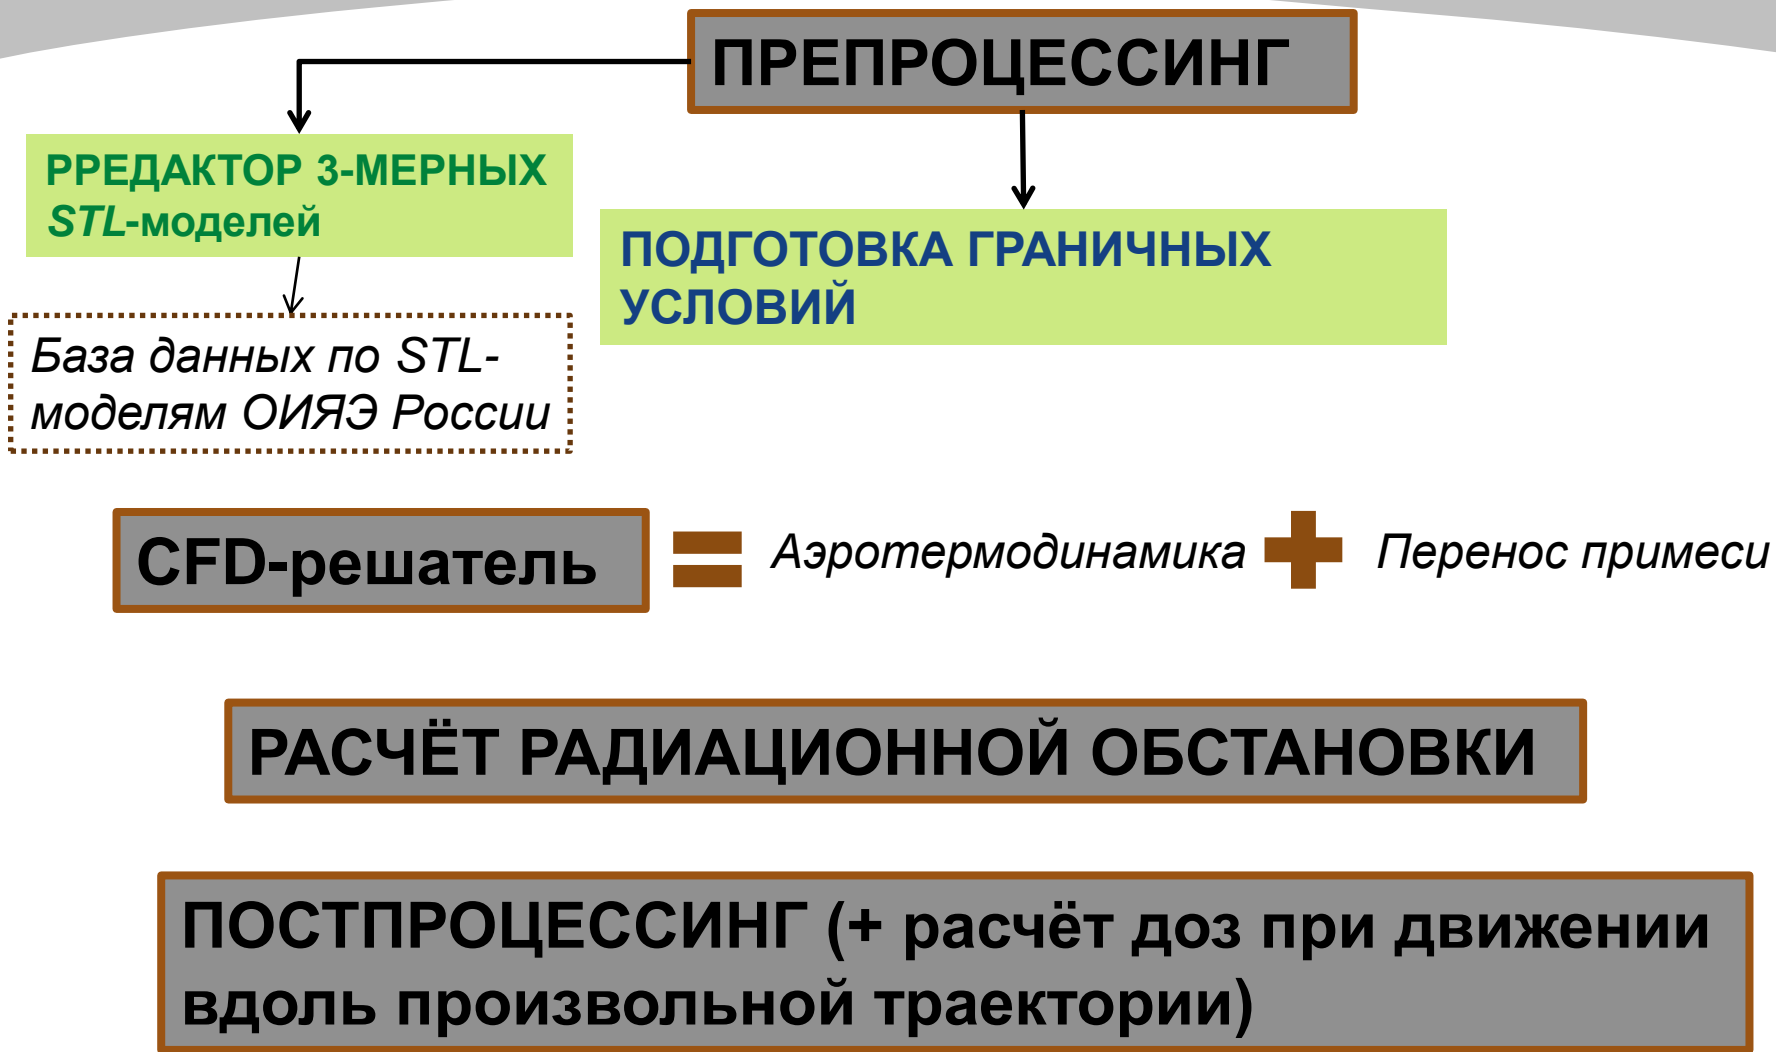 ПРЕПРОЦЕССИНГ
РРЕДАКТОР 3-МЕРНЫХ
STL-моделей
ПОДГОТОВКА ГРАНИЧНЫХ
УСЛОВИЙ
База данных по STL-
моделям ОИЯЭ России
CFD-решатель = Аэротермодинамика + Перенос примеси
РАСЧЁТ РАДИАЦИОННОЙ ОБСТАНОВКИ
ПОСТПРОЦЕССИНГ (+ расчёт доз при движении
вдоль произвольной траектории)